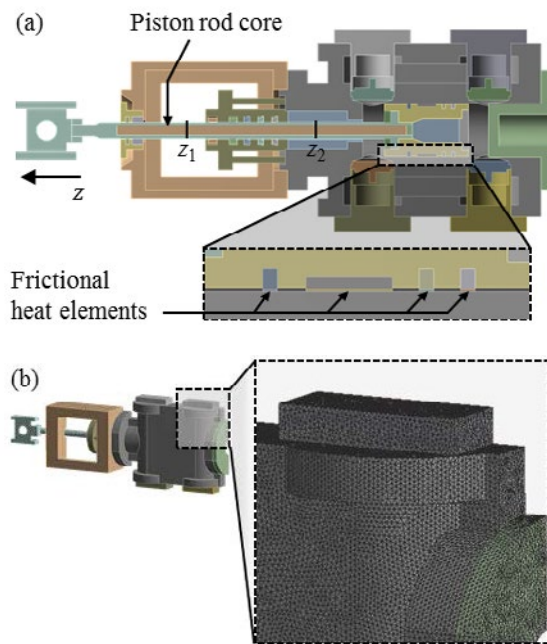 (a)
Piston rod core
z1
z2
z
Frictional
heat elements
(b)